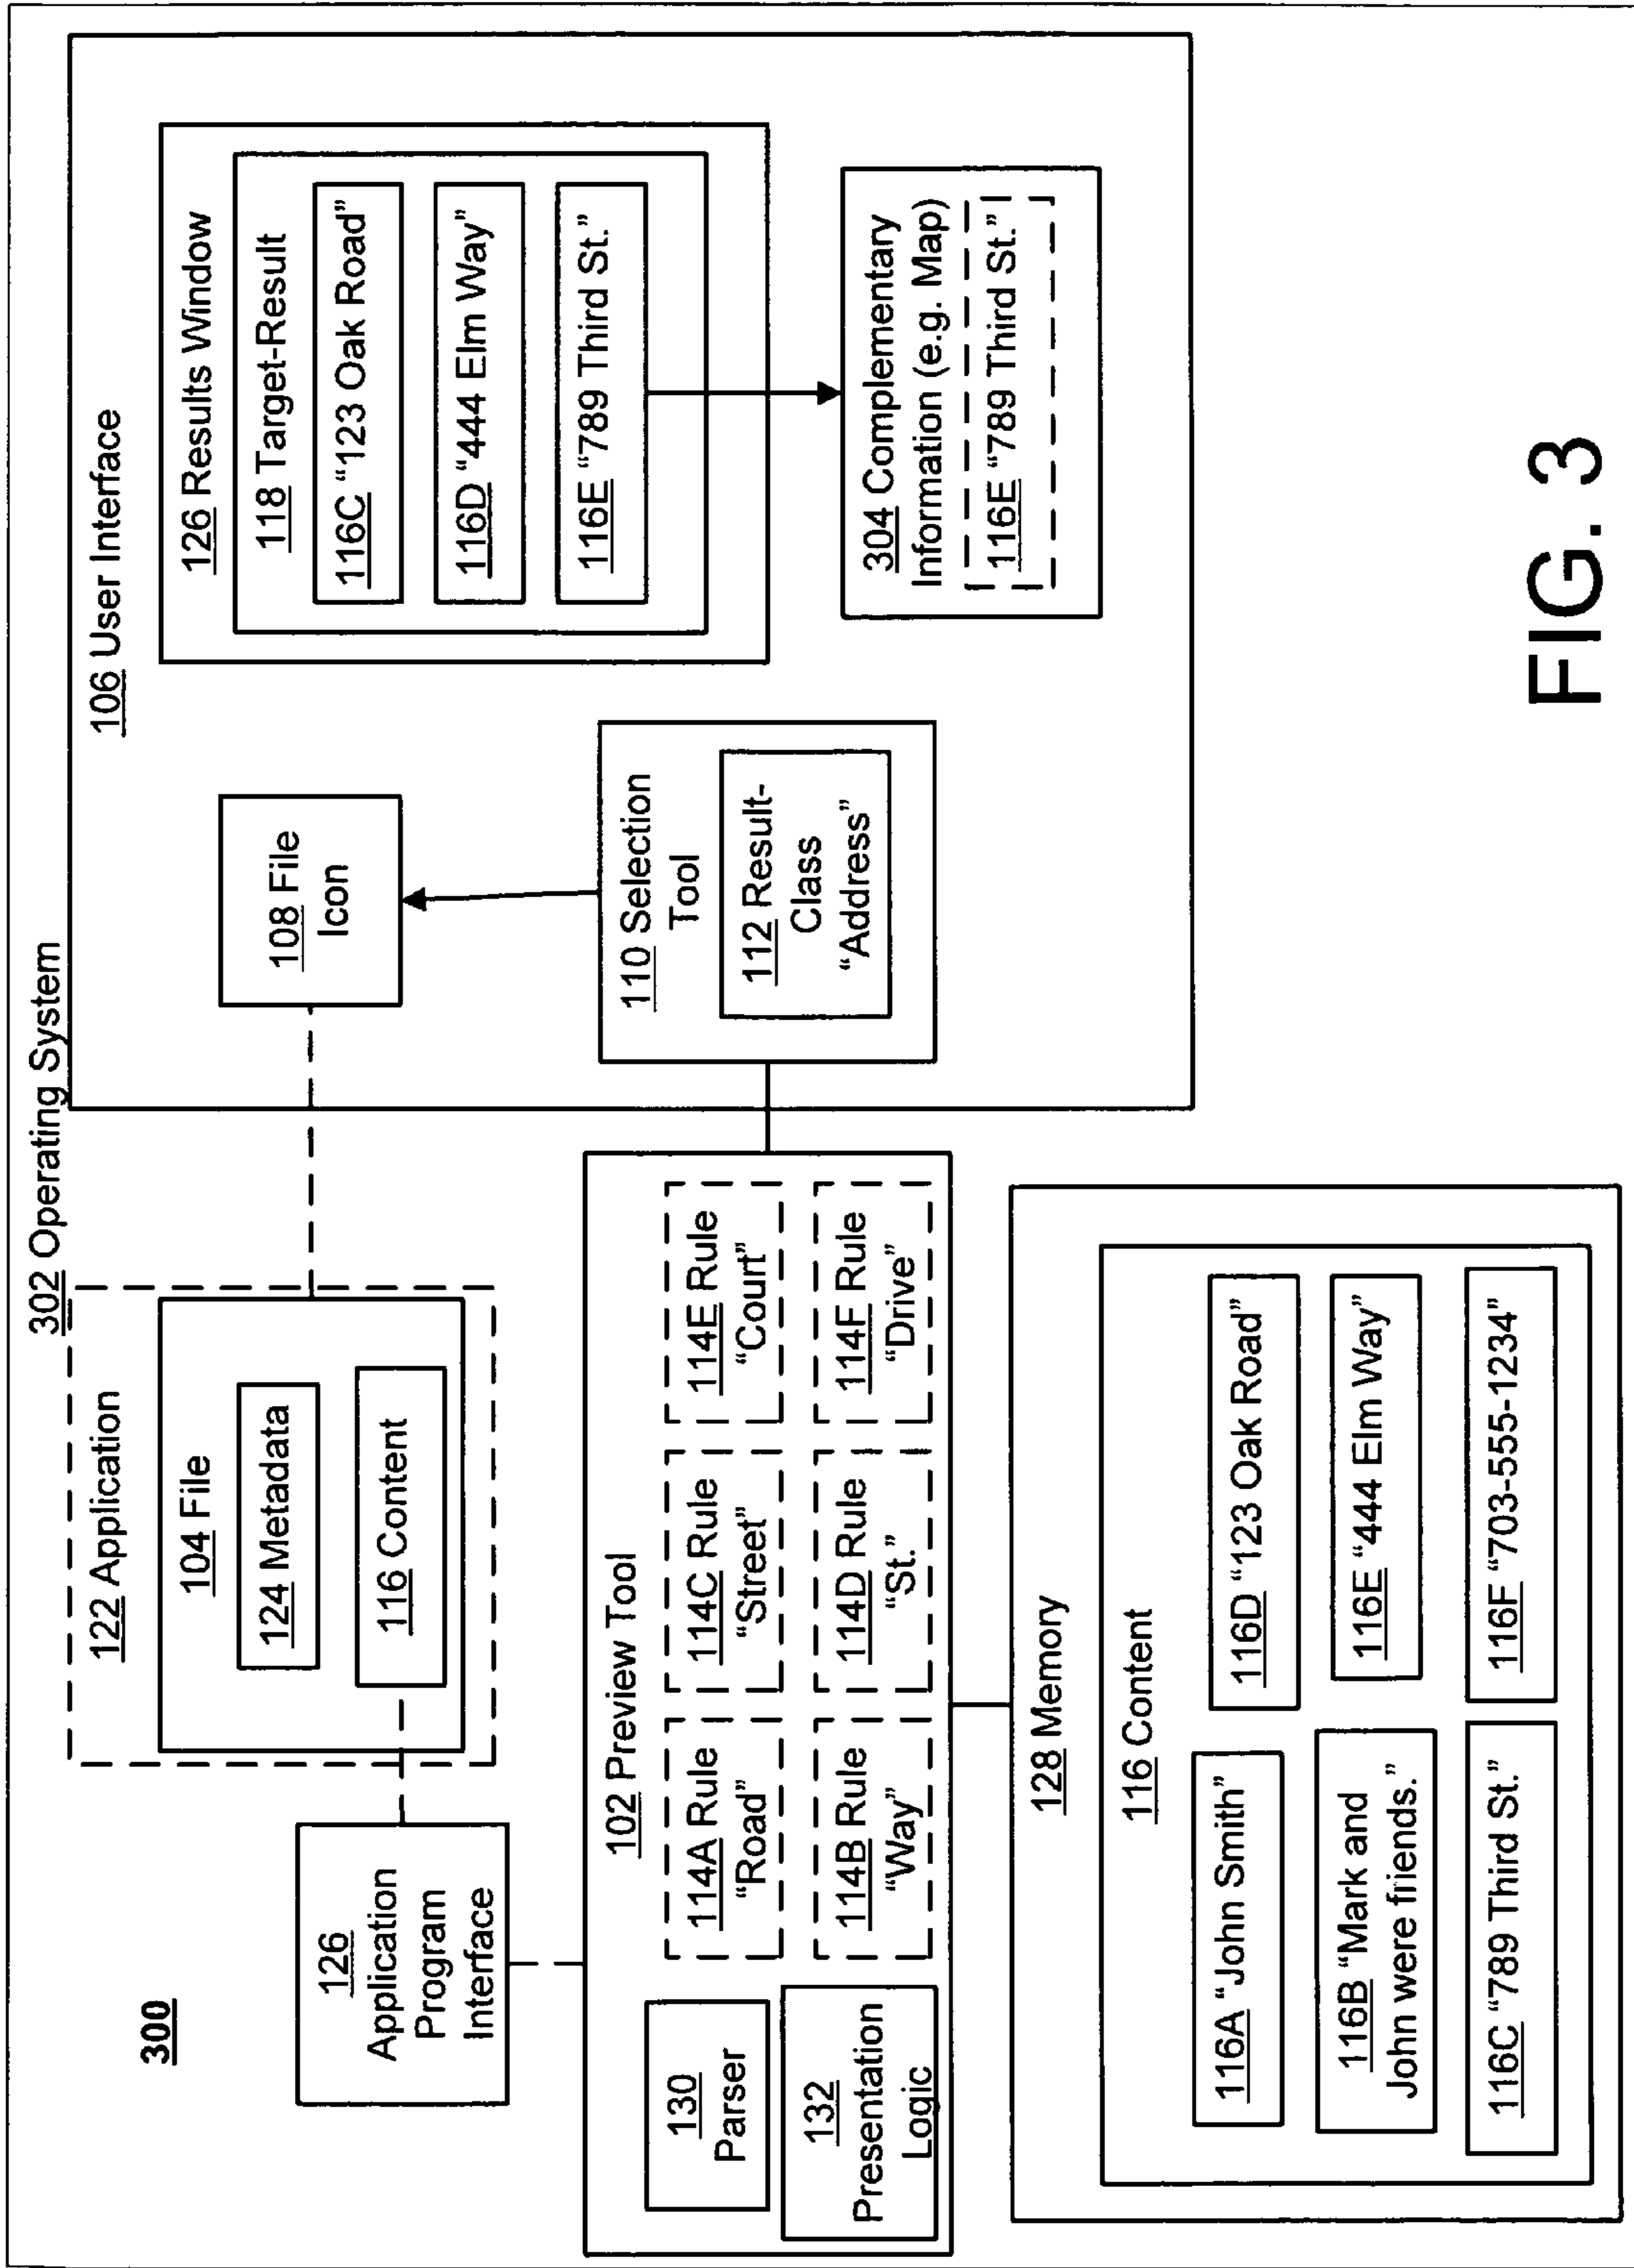 302 Operating System
300
122 Application
104 File
124 Metadata
116 Content
126
Application
Program
Interface
106 User Interface
108 File
Icon
110 Selection
Tool
112 Result-
Class
“Address”
126 Results Window
118 Target-Result
116C “123 Oak Road”
116D “444 Elm Way”
116E “789 Third St.”
304 Complementary
Information (e.g. Map)
116E “789 Third St.”
102 Preview Tool
130
Parser
132
Presentation
Logic
114A Rule
“Road”
114C Rule
“Street”
114E Rule
“Court”
114B Rule
“Way”
114D Rule
“St.”
114F Rule
“Drive”
128 Memory
116 Content
116A “John Smith”
116D “123 Oak Road”
116B “Mark and
John were friends.”
116E “444 Elm Way”
116C “789 Third St.”
116F “703-555-1234”
FIG. 3